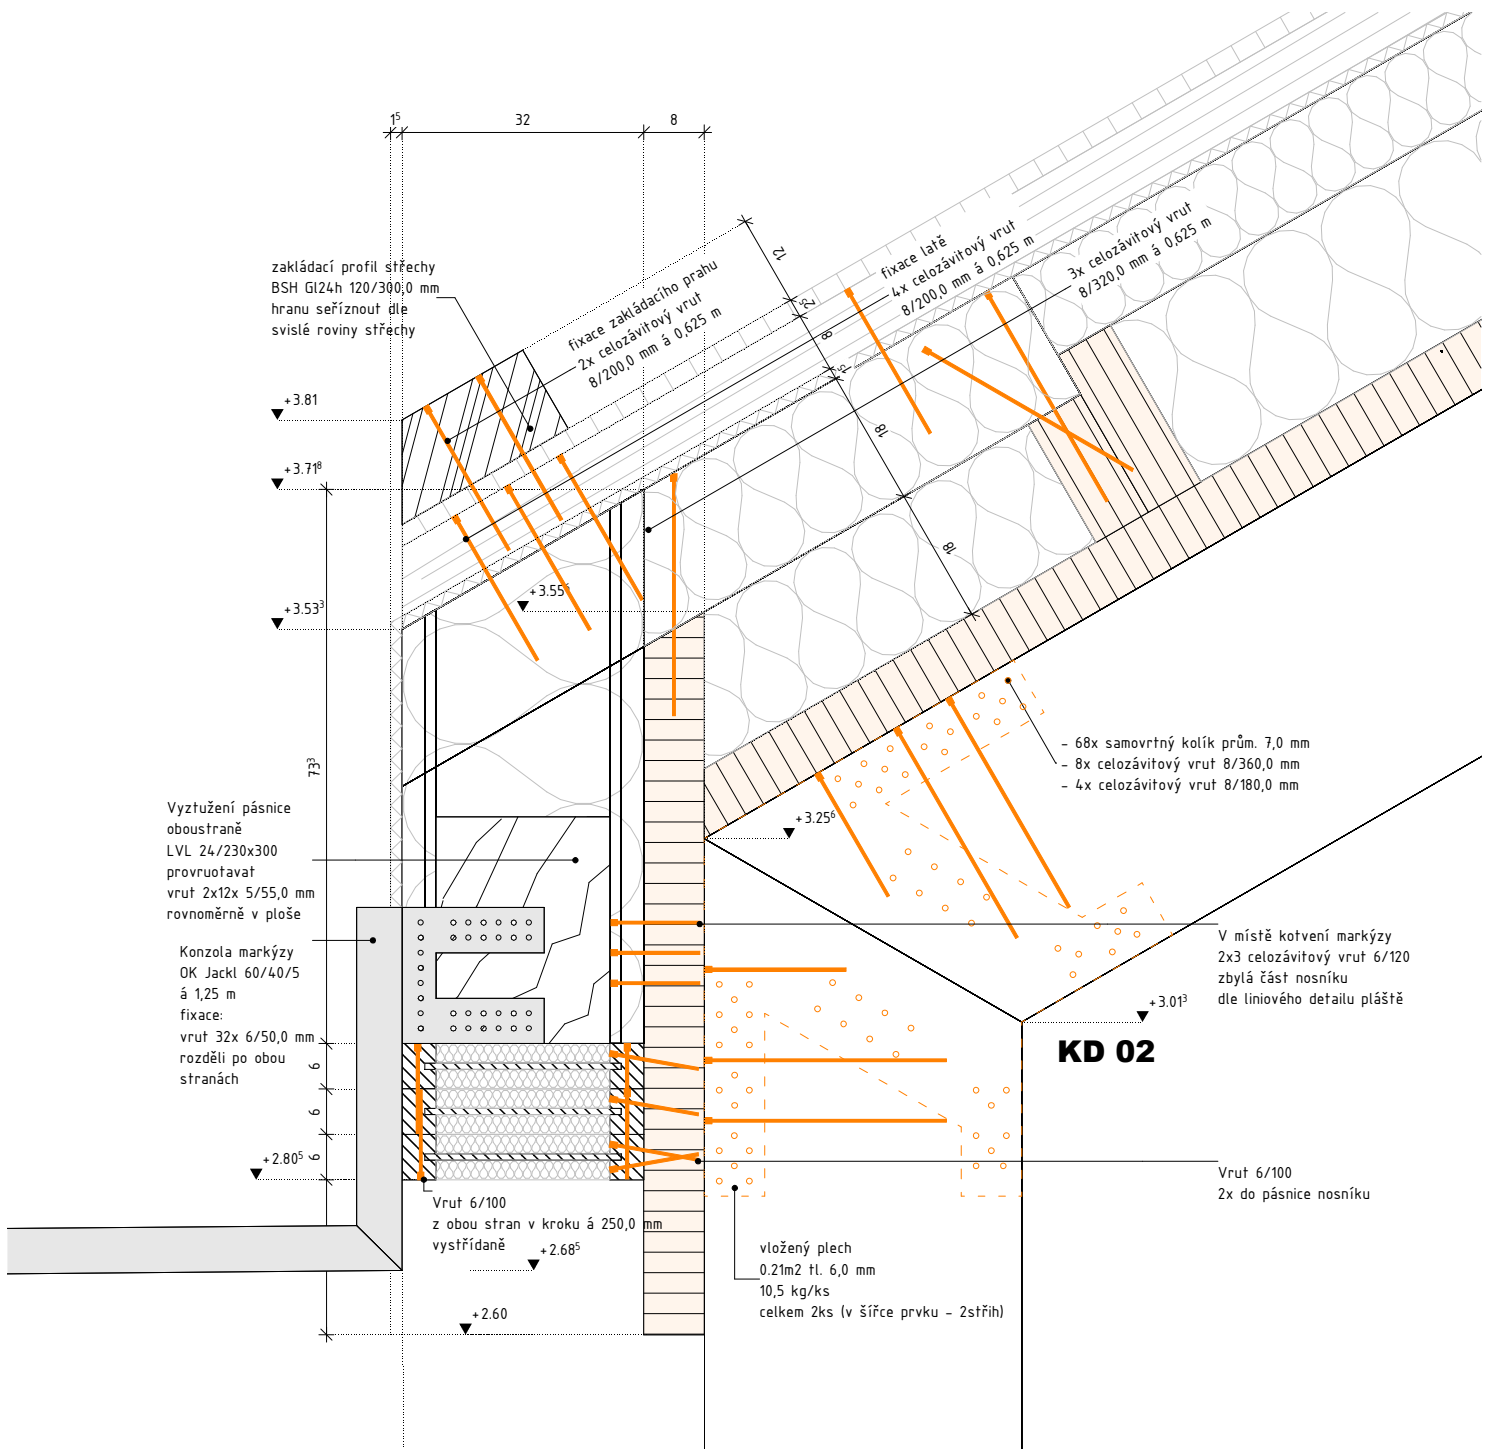 1⁵
32
8
zakládací profil střechy
BSH Gl24h 120/300,0 mm
hranu seříznout dle
svislé roviny střechy
fixace zakládacího prahu
2x celozávitový vrut
8/200,0 mm á 0,625 m
12
2⁵
8
1⁵
18
18
fixace latě
4x celozávitový vrut
8/200,0 mm á 0,625 m
3x celozávitový vrut
8/320,0 mm á 0,625 m
+3.81
+3.71⁸
+3.53³
+3.55⁶
73³
- 68x samovrtný kolík prům. 7,0 mm
- 8x celozávitový vrut 8/360,0 mm
- 4x celozávitový vrut 8/180,0 mm
+3.25⁶
Vyztužení pásnice
oboustraně
LVL 24/230x300
provruotavat
vrut 2x12x 5/55,0 mm
rovnoměrně v ploše
Konzola markýzy
OK Jackl 60/40/5
á 1,25 m
fixace:
vrut 32x 6/50,0 mm
rozděli po obou
stranách
V místě kotvení markýzy
2x3 celozávitový vrut 6/120
zbylá část nosníku
dle liniového detailu pláště
+3.01³
KD 02
6
6
6
+2.80⁵
Vrut 6/100
z obou stran v kroku á 250,0 mm
vystřídaně
+2.68⁵
+2.60
Vrut 6/100
2x do pásnice nosníku
vložený plech
0.21m2 tl. 6,0 mm
10,5 kg/ks
celkem 2ks (v šířce prvku - 2střih)